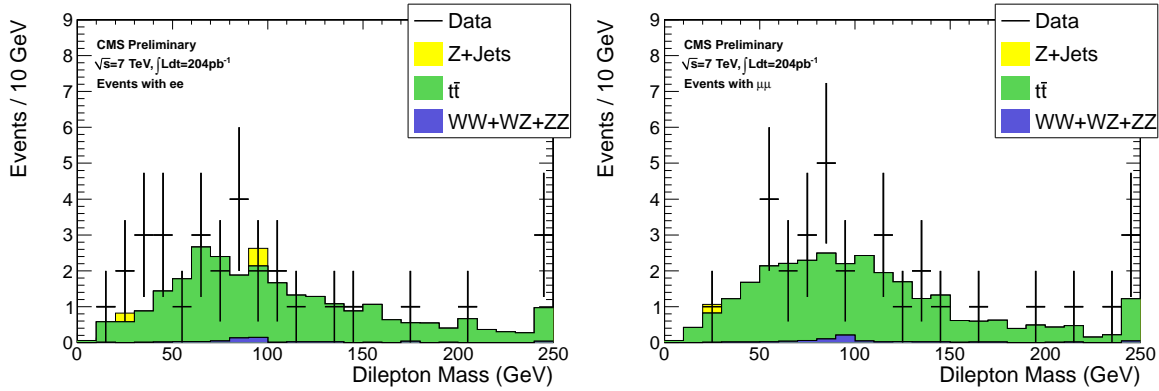 Events / 10 GeV
9
8
7
6
5
4
3
2
1
0
CMS Preliminary
√s=7 TeV, ∫Ldt=204pb⁻¹
Events with ee
Data
Z+Jets
tt̄
WW+WZ+ZZ
0 50 100 150 200 250
Dilepton Mass (GeV)
Events / 10 GeV
9
8
7
6
5
4
3
2
1
0
CMS Preliminary
√s=7 TeV, ∫Ldt=204pb⁻¹
Events with μμ
Data
Z+Jets
tt̄
WW+WZ+ZZ
0 50 100 150 200 250
Dilepton Mass (GeV)